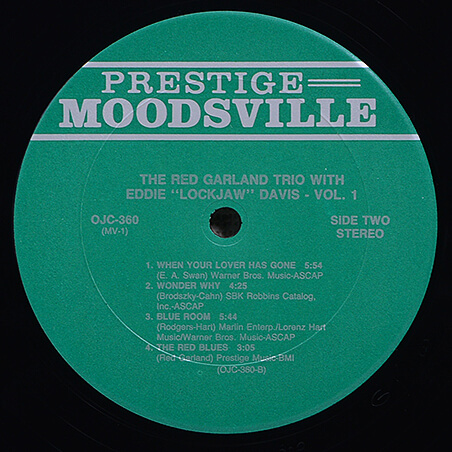 PRESTIGE
MOODSVILLE
THE RED GARLAND TRIO WITH
EDDIE "LOCKJAW" DAVIS - VOL. 1
OJC-360
(MV-1)
SIDE TWO
STEREO
1. WHEN YOUR LOVER HAS GONE 5:54
(E. A. Swan) Warner Bros. Music-ASCAP
2. WONDER WHY 4:25
(Brodszky-Cahn) SBK Robbins Catalog,
Inc.-ASCAP
3. BLUE ROOM 5:44
(Rodgers-Hart) Marlin Enterp./Lorenz Hart
Music/Warner Bros. Music-ASCAP
4. THE RED BLUES 3:05
(Red Garland) Prestige Music-BMI
(OJC-360-B)